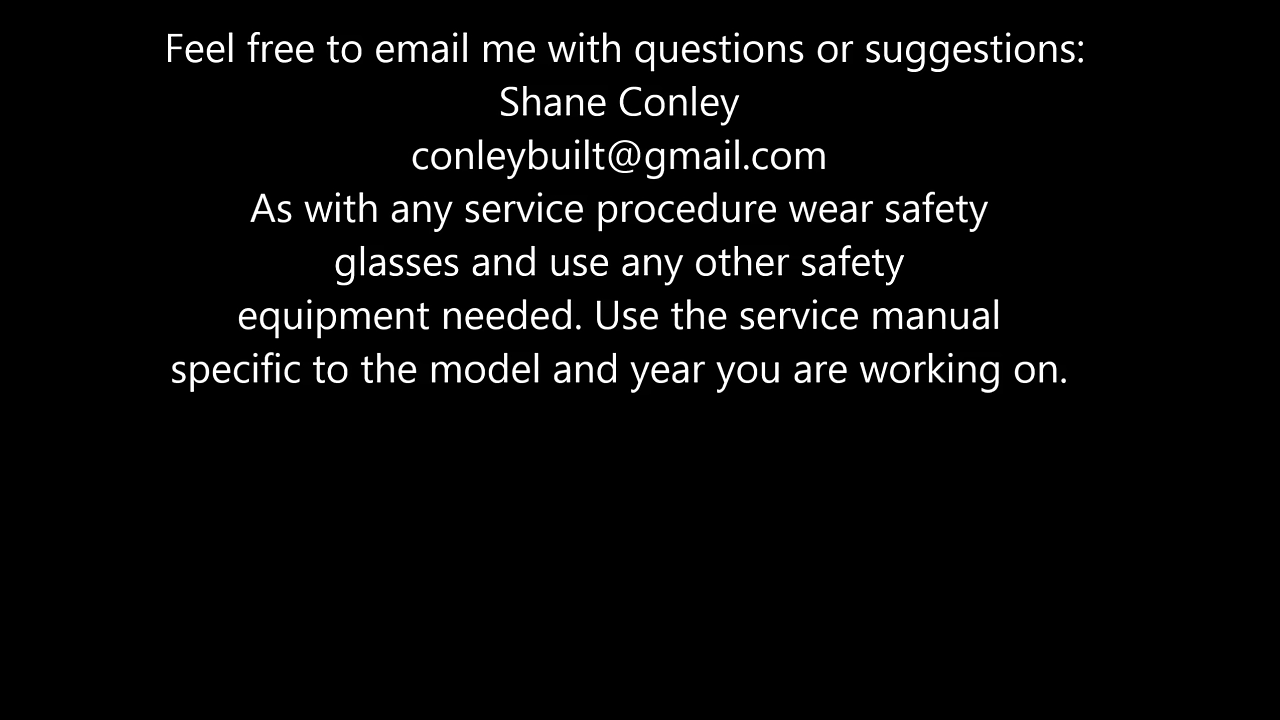 Feel free to email me with questions or suggestions:
Shane Conley
conleybuilt@gmail.com
As with any service procedure wear safety
glasses and use any other safety
equipment needed. Use the service manual
specific to the model and year you are working on.